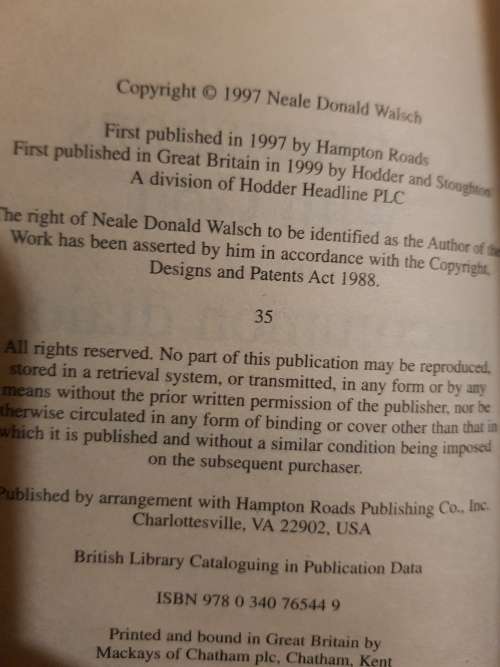 Copyright © 1997 Neale Donald Walsch
First published in 1997 by Hampton Roads
First published in Great Britain in 1999 by Hodder and Stoughton
A division of Hodder Headline PLC
The right of Neale Donald Walsch to be identified as the Author of the
Work has been asserted by him in accordance with the Copyright,
Designs and Patents Act 1988.
35
All rights reserved. No part of this publication may be reproduced,
stored in a retrieval system, or transmitted, in any form or by any
means without the prior written permission of the publisher, nor be
otherwise circulated in any form of binding or cover other than that in
which it is published and without a similar condition being imposed
on the subsequent purchaser.
Published by arrangement with Hampton Roads Publishing Co., Inc.
Charlottesville, VA 22902, USA
British Library Cataloguing in Publication Data
ISBN 978 0 340 76544 9
Printed and bound in Great Britain by
Mackays of Chatham plc, Chatham, Kent